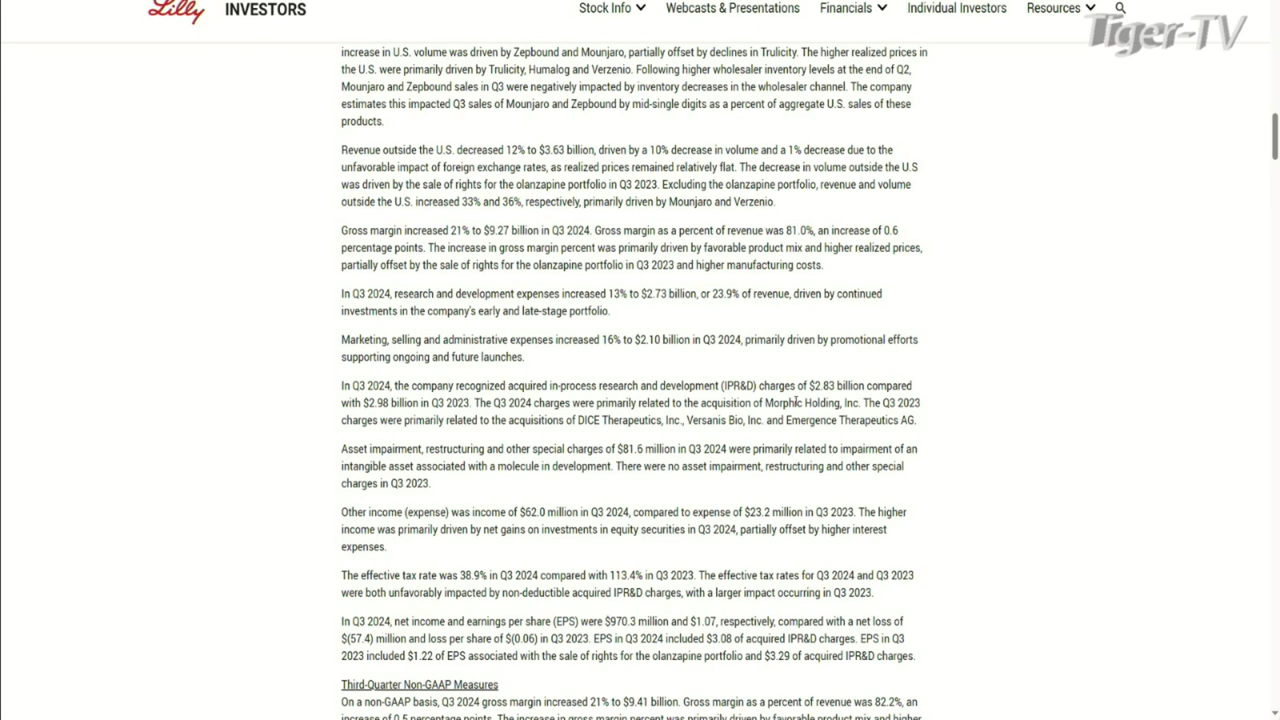 Lilly INVESTORS Stock Info Webcasts & Presentations Financials Individual Investors Resources
Tiger-TV
increase in U.S. volume was driven by Zepbound and Mounjaro, partially offset by declines in Trulicity. The higher realized prices in
the U.S. were primarily driven by Trulicity, Humalog and Verzenio. Following higher wholesaler inventory levels at the end of Q2,
Mounjaro and Zepbound sales in Q3 were negatively impacted by inventory decreases in the wholesaler channel. The company
estimates this impacted Q3 sales of Mounjaro and Zepbound by mid-single digits as a percent of aggregate U.S. sales of these
products.
Revenue outside the U.S. decreased 12% to $3.63 billion, driven by a 10% decrease in volume and a 1% decrease due to the
unfavorable impact of foreign exchange rates, as realized prices remained relatively flat. The decrease in volume outside the U.S
was driven by the sale of rights for the olanzapine portfolio in Q3 2023. Excluding the olanzapine portfolio, revenue and volume
outside the U.S. increased 33% and 36%, respectively, primarily driven by Mounjaro and Verzenio.
Gross margin increased 21% to $9.27 billion in Q3 2024. Gross margin as a percent of revenue was 81.0%, an increase of 0.6
percentage points. The increase in gross margin percent was primarily driven by favorable product mix and higher realized prices,
partially offset by the sale of rights for the olanzapine portfolio in Q3 2023 and higher manufacturing costs.
In Q3 2024, research and development expenses increased 13% to $2.73 billion, or 23.9% of revenue, driven by continued
investments in the company's early and late-stage portfolio.
Marketing, selling and administrative expenses increased 16% to $2.10 billion in Q3 2024, primarily driven by promotional efforts
supporting ongoing and future launches.
In Q3 2024, the company recognized acquired in-process research and development (IPR&D) charges of $2.83 billion compared
with $2.98 billion in Q3 2023. The Q3 2024 charges were primarily related to the acquisition of Morphic Holding, Inc. The Q3 2023
charges were primarily related to the acquisitions of DICE Therapeutics, Inc., Versanis Bio, Inc. and Emergence Therapeutics AG.
Asset impairment, restructuring and other special charges of $81.6 million in Q3 2024 were primarily related to impairment of an
intangible asset associated with a molecule in development. There were no asset impairment, restructuring and other special
charges in Q3 2023.
Other income (expense) was income of $62.0 million in Q3 2024, compared to expense of $23.2 million in Q3 2023. The higher
income was primarily driven by net gains on investments in equity securities in Q3 2024, partially offset by higher interest
expenses.
The effective tax rate was 38.9% in Q3 2024 compared with 113.4% in Q3 2023. The effective tax rates for Q3 2024 and Q3 2023
were both unfavorably impacted by non-deductible acquired IPR&D charges, with a larger impact occurring in Q3 2023.
In Q3 2024, net income and earnings per share (EPS) were $970.3 million and $1.07, respectively, compared with a net loss of
$(57.4) million and loss per share of $(0.06) in Q3 2023. EPS in Q3 2024 included $3.08 of acquired IPR&D charges. EPS in Q3
2023 included $1.22 of EPS associated with the sale of rights for the olanzapine portfolio and $3.29 of acquired IPR&D charges.
Third-Quarter Non-GAAP Measures
On a non-GAAP basis, Q3 2024 gross margin increased 21% to $9.41 billion. Gross margin as a percent of revenue was 82.2%, an
increase of 0.5 percentage points. The increase in gross margin percent was primarily driven by favorable product mix and higher